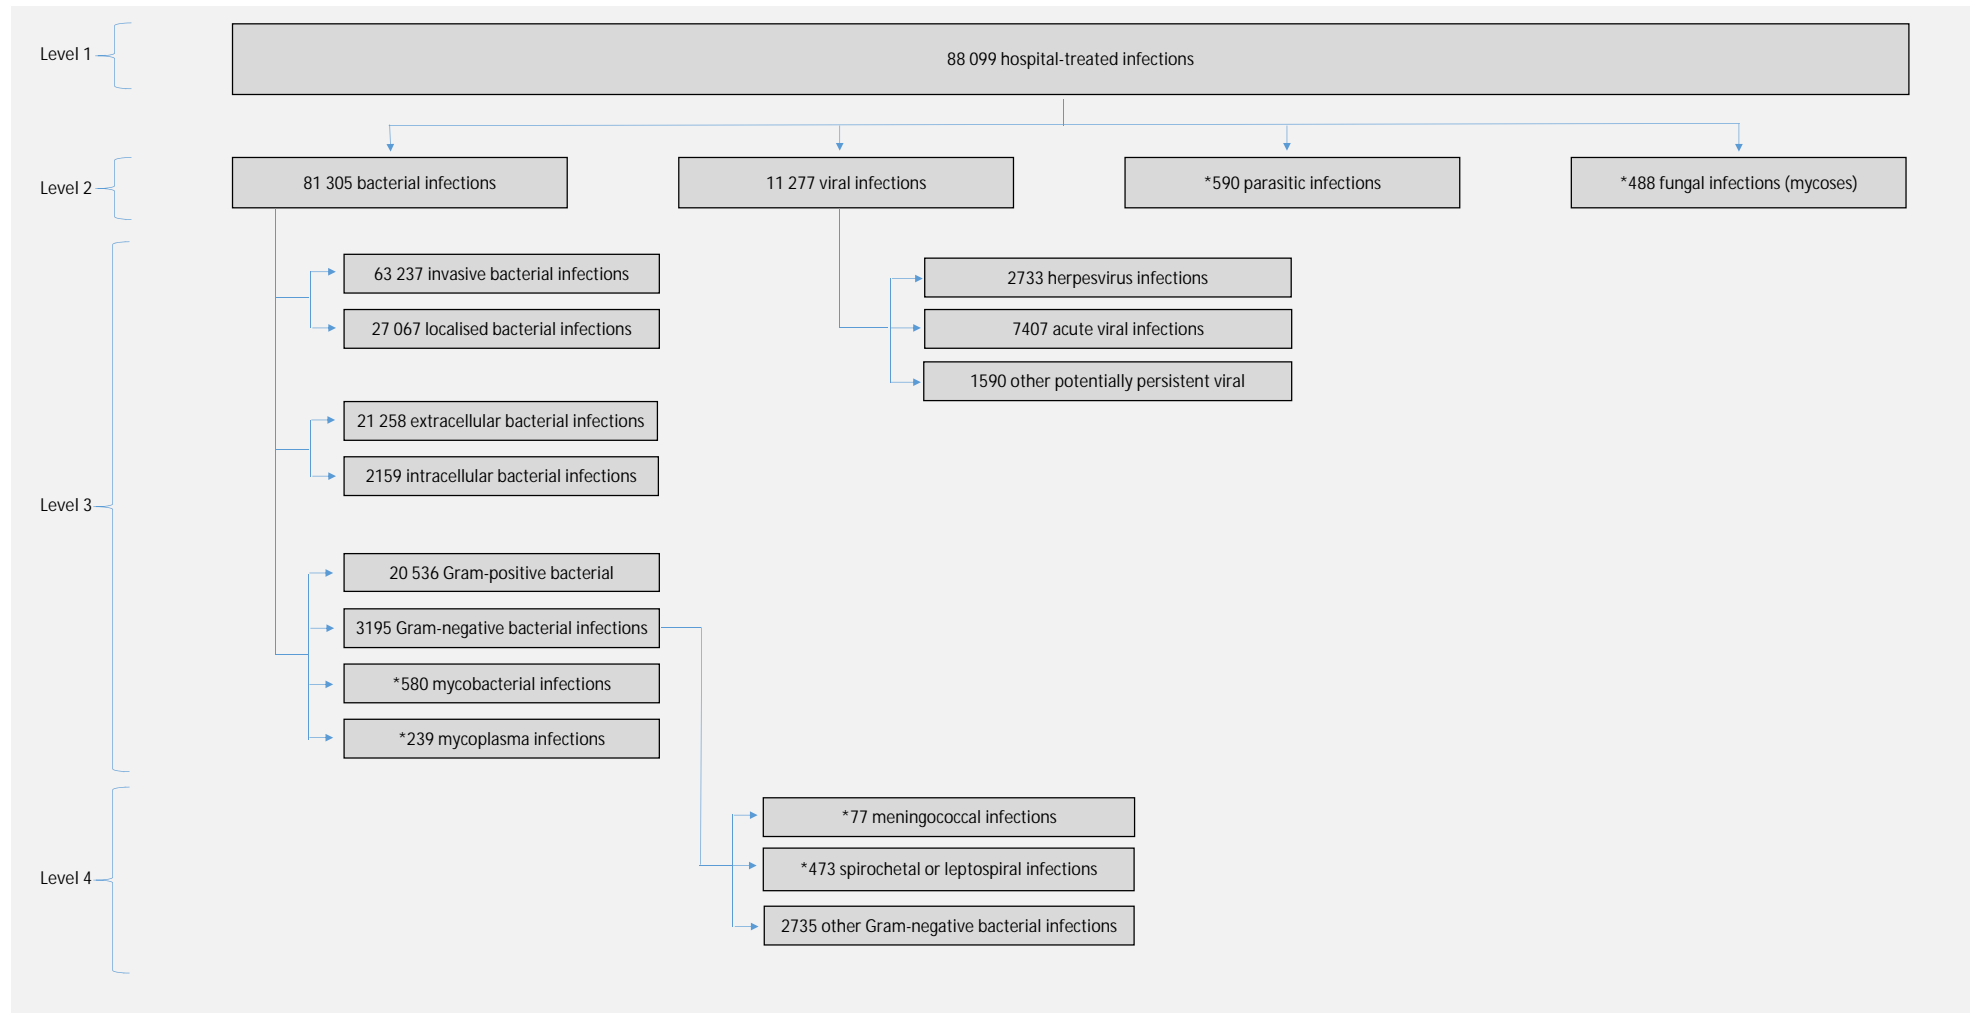 Level 1
88 099 hospital-treated infections
Level 2
81 305 bacterial infections
11 277 viral infections
*590 parasitic infections
*488 fungal infections (mycoses)
Level 3
63 237 invasive bacterial infections
27 067 localised bacterial infections
21 258 extracellular bacterial infections
2159 intracellular bacterial infections
20 536 Gram-positive bacterial
3195 Gram-negative bacterial infections
*580 mycobacterial infections
*239 mycoplasma infections
2733 herpesvirus infections
7407 acute viral infections
1590 other potentially persistent viral
Level 4
*77 meningococcal infections
*473 spirochetal or leptospiral infections
2735 other Gram-negative bacterial infections